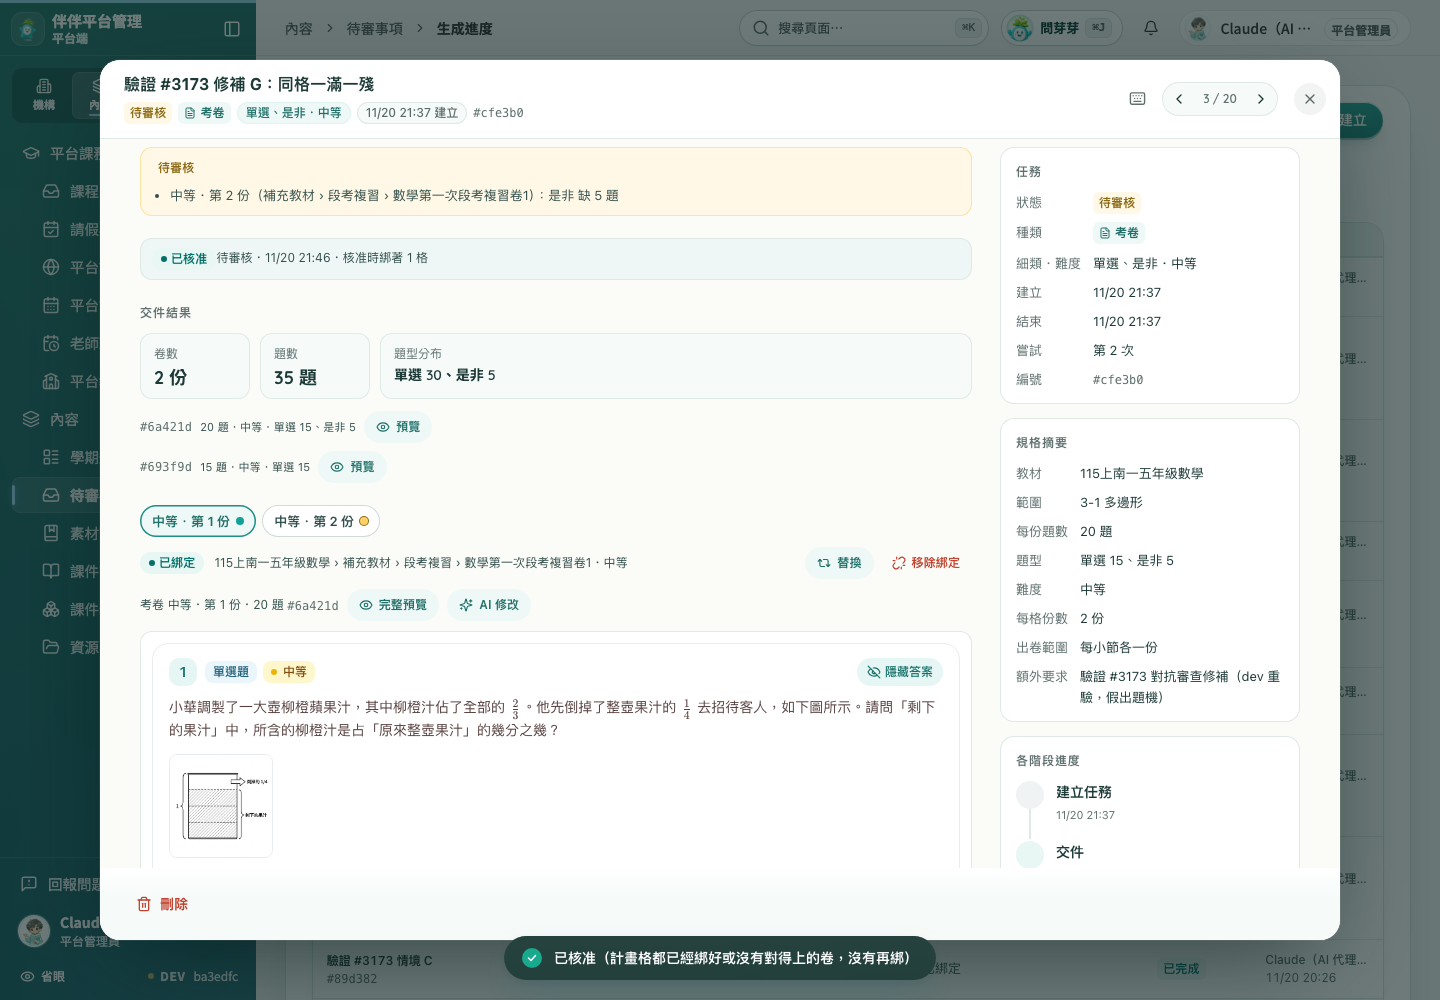 伴伴平台管理
平台端
內容 › 待審事項 › 生成進度
搜尋頁面…
⌘K
問芽芽
⌘J
Claude（AI …
平台管理員
機構
平台課務
課程
請假
平台
平台
老師
平台
內容
學期
待審
素材
課件
課件
資源
回報問題
Claude
平台管理員
省眼
DEV ba3edfc
建立
驗證 #3173 修補 G：同格一滿一殘
待審核
考卷
單選、是非 · 中等
11/20 21:37 建立
#cfe3b0
3 / 20
待審核
• 中等 · 第 2 份（補充教材 › 段考複習 › 數學第一次段考複習卷1）：是非 缺 5 題
已核准 待審核 · 11/20 21:46 · 核准時綁著 1 格
交件結果
卷數
2 份
題數
35 題
題型分布
單選 30、是非 5
#6a421d 20 題 · 中等 · 單選 15、是非 5 預覽
#693f9d 15 題 · 中等 · 單選 15 預覽
中等 · 第 1 份
中等 · 第 2 份
已綁定 115上南一五年級數學 › 補充教材 › 段考複習 › 數學第一次段考複習卷1 · 中等
替換
移除綁定
考卷 中等 · 第 1 份 · 20 題 #6a421d 完整預覽 AI 修改
1 單選題 中等
隱藏答案
小華調製了一大壺柳橙蘋果汁，其中柳橙汁佔了全部的 2/3。他先倒掉了整壺果汁的 1/4 去招待客人，如下圖所示。請問「剩下
的果汁」中，所含的柳橙汁是占「原來整壺果汁」的幾分之幾？
刪除
任務
狀態 待審核
種類 考卷
細類 · 難度 單選、是非 · 中等
建立 11/20 21:37
結束 11/20 21:37
嘗試 第 2 次
編號 #cfe3b0
規格摘要
教材 115上南一五年級數學
範圍 3-1 多邊形
每份題數 20 題
題型 單選 15、是非 5
難度 中等
每格份數 2 份
出卷範圍 每小節各一份
額外要求 驗證 #3173 對抗審查修補（dev 重
驗，假出題機）
各階段進度
建立任務
11/20 21:37
交件
已核准（計畫格都已經綁好或沒有對得上的卷，沒有再綁）
驗證 #3173 情境 C
#89d382
綁定
已完成
Claude（AI 代理…
11/20 20:26